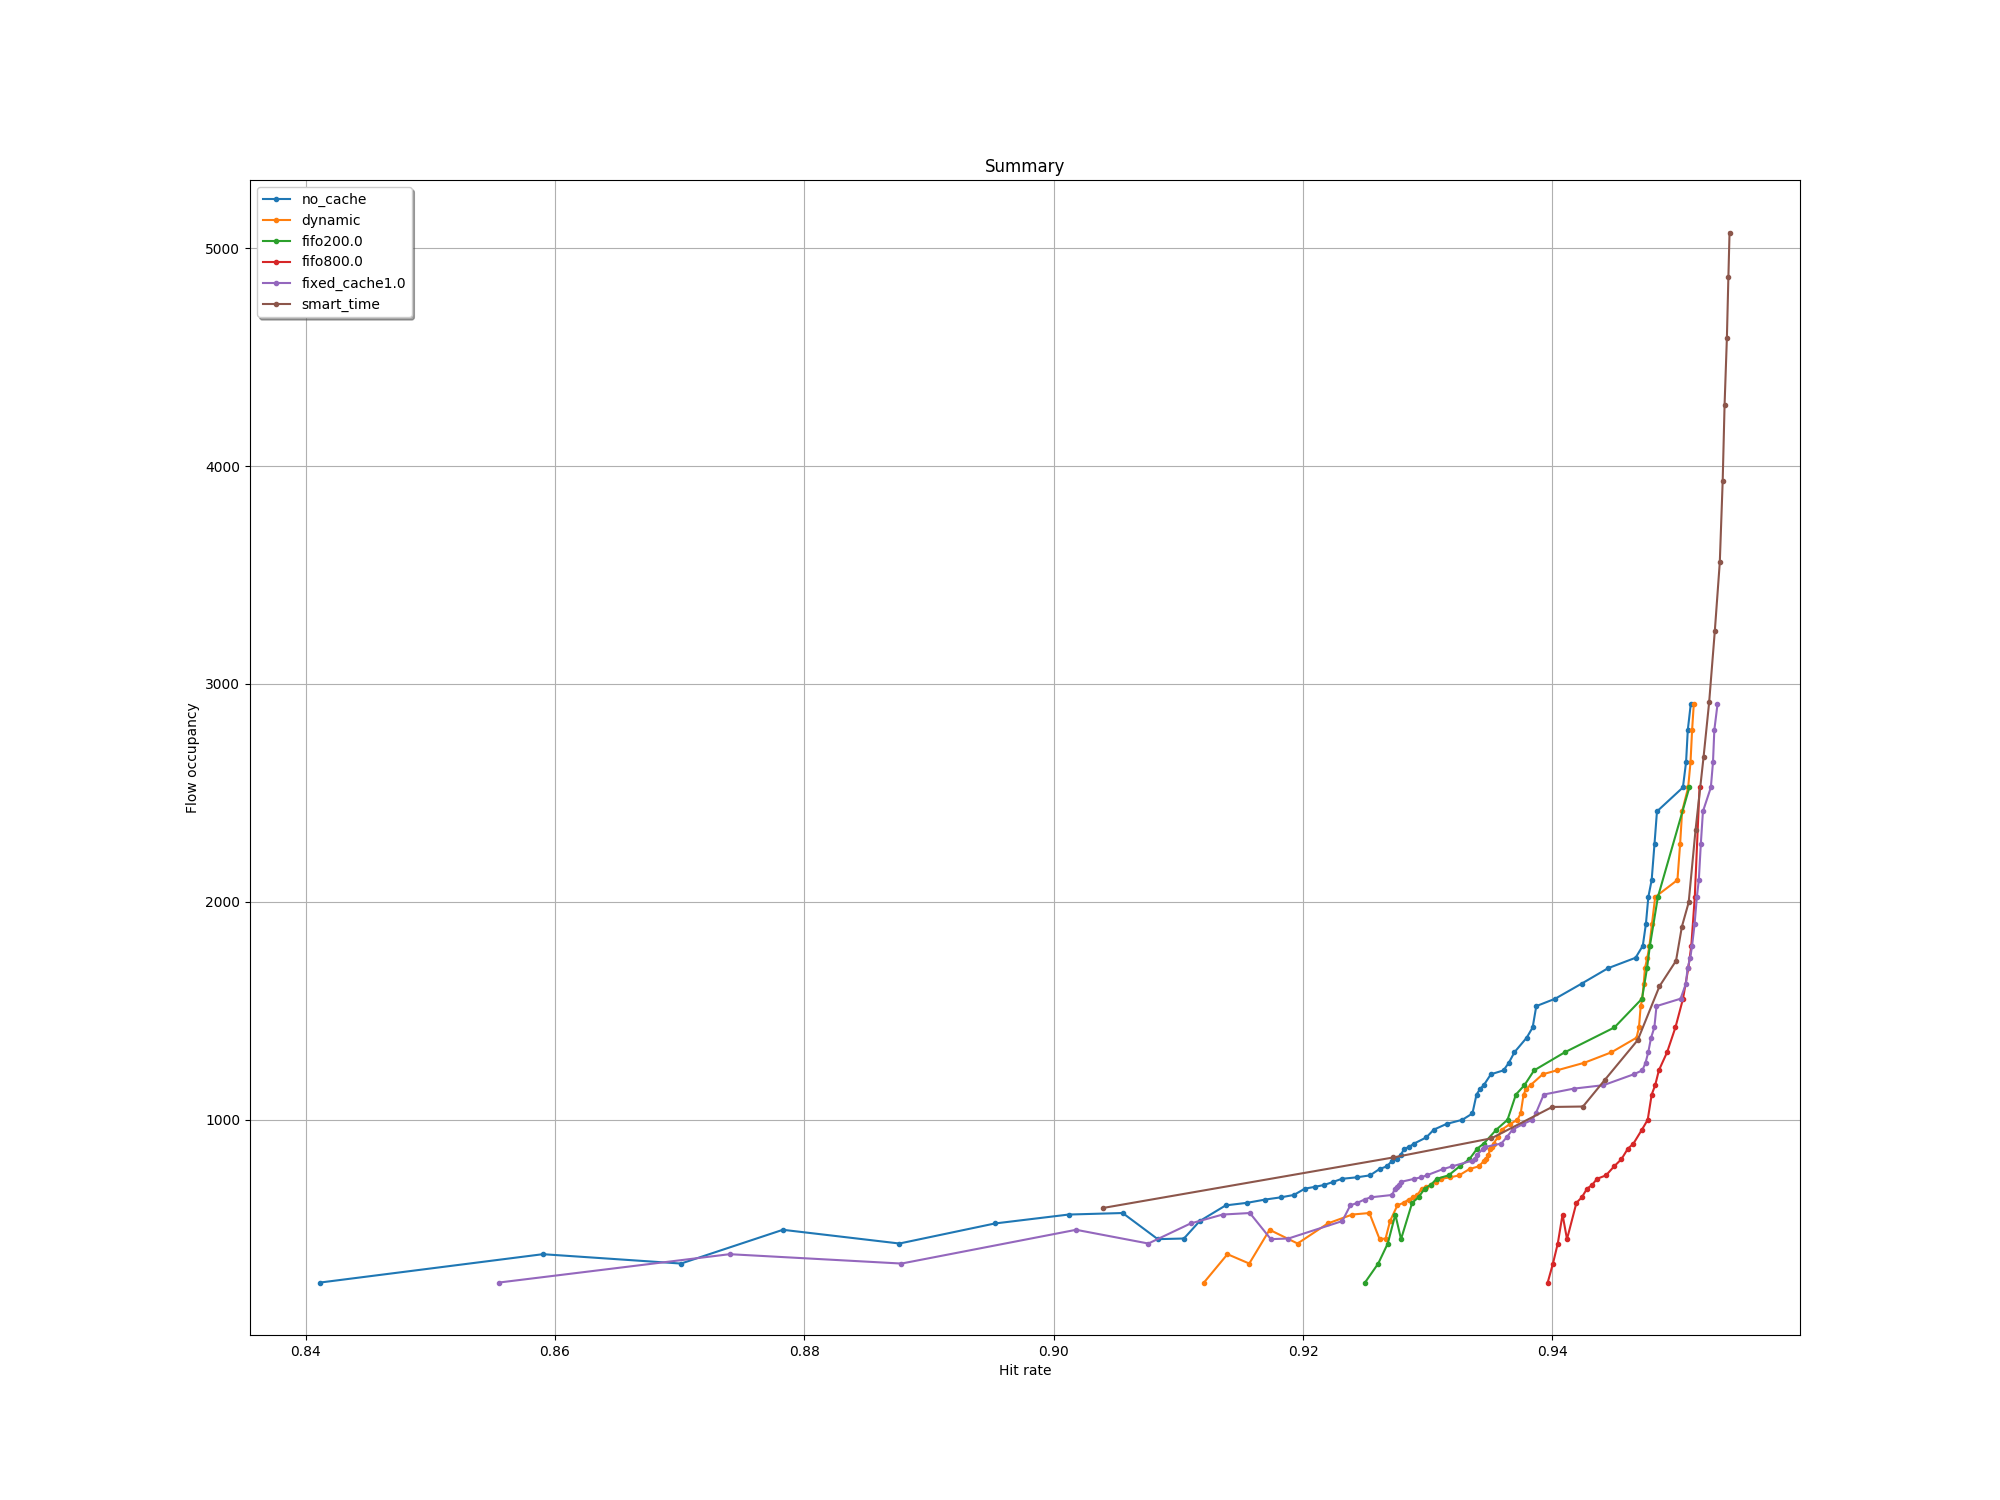 Summary
no_cache
dynamic
fifo200.0
fifo800.0
fixed_cache1.0
smart_time
5000
4000
3000
2000
1000
Flow occupancy
0.84 0.86 0.88 0.90 0.92 0.94
Hit rate